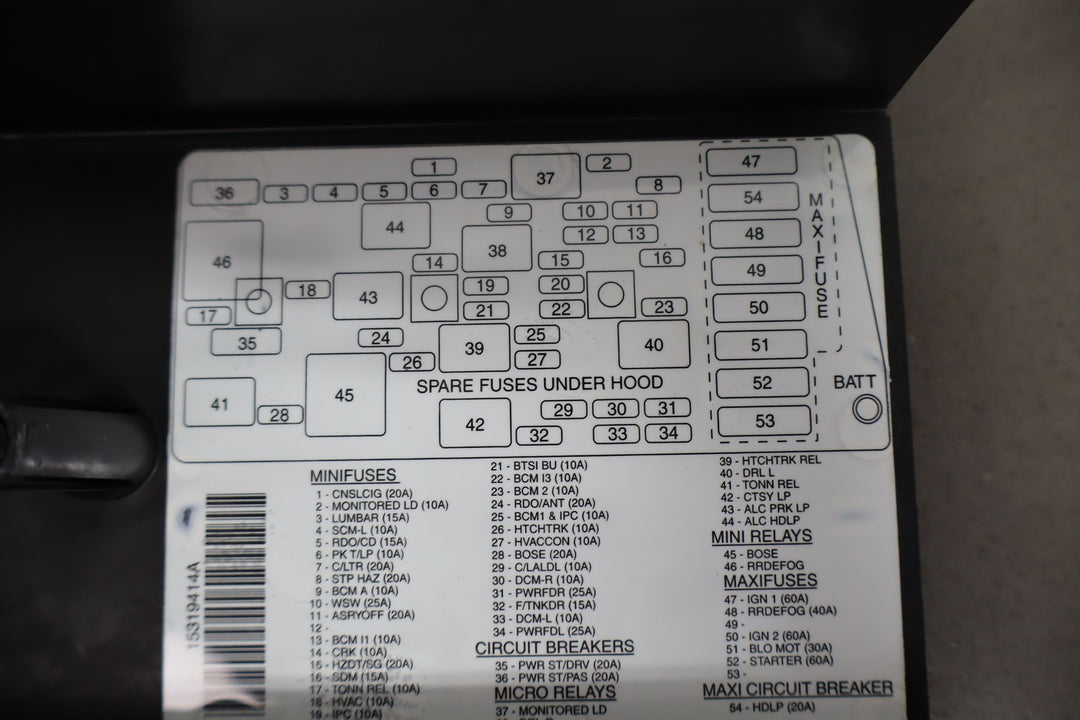 1
2
37
47
36
3
4
5
6
7
8
54
9
10
11
44
12
13
48
38
46
14
15
16
49
18
43
19
20
17
21
22
23
50
MAXIFUSE
35
24
25
39
40
51
26
27
45
SPARE FUSES UNDER HOOD
52
BATT
41
28
42
29
30
31
53
32
33
34
MINIFUSES
1 - CNSLCIG (20A)
2 - MONITORED LD (10A)
3 - LUMBAR (15A)
4 - SCM-L (10A)
5 - RDO/CD (15A)
6 - PK T/LP (10A)
7 - C/LTR (20A)
8 - STP HAZ (20A)
9 - BCM A (10A)
10 - WSW (25A)
11 - ASRYOFF (20A)
12 -
13 - BCM I1 (10A)
14 - CRK (10A)
15 - HZDT/SG (20A)
16 - SDM (15A)
17 - TONN REL (10A)
18 - HVAC (10A)
19 - IPC (10A)
21 - BTSI BU (10A)
22 - BCM I3 (10A)
23 - BCM 2 (10A)
24 - RDO/ANT (20A)
25 - BCM1 & IPC (10A)
26 - HTCHTRK (10A)
27 - HVACCON (10A)
28 - BOSE (20A)
29 - C/LALDL (10A)
30 - DCM-R (10A)
31 - PWRFDR (25A)
32 - F/TNKDR (15A)
33 - DCM-L (10A)
34 - PWRFDL (25A)
CIRCUIT BREAKERS
35 - PWR ST/DRV (20A)
36 - PWR ST/PAS (20A)
MICRO RELAYS
37 - MONITORED LD
39 - HTCHTRK REL
40 - DRL L
41 - TONN REL
42 - CTSY LP
43 - ALC PRK LP
44 - ALC HDLP
MINI RELAYS
45 - BOSE
46 - RRDEFOG
MAXIFUSES
47 - IGN 1 (60A)
48 - RRDEFOG (40A)
49 -
50 - IGN 2 (60A)
51 - BLO MOT (30A)
52 - STARTER (60A)
53 -
MAXI CIRCUIT BREAKER
54 - HDLP (20A)
15319414A